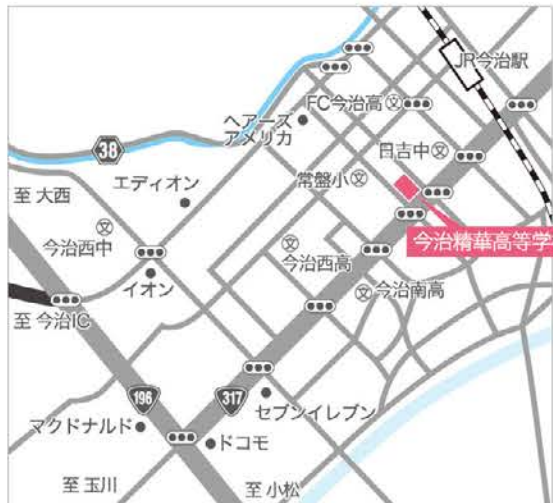 JR今治駅
FC今治高
ヘアーズ
アメリカ
日吉中
38
常盤小
エディオン
至 大西
今治精華高等学
今治西中
今治西高
イオン
今治南高
至 今治IC
196
317
セブンイレブン
マクドナルド
ドコモ
至 玉川
至 小松